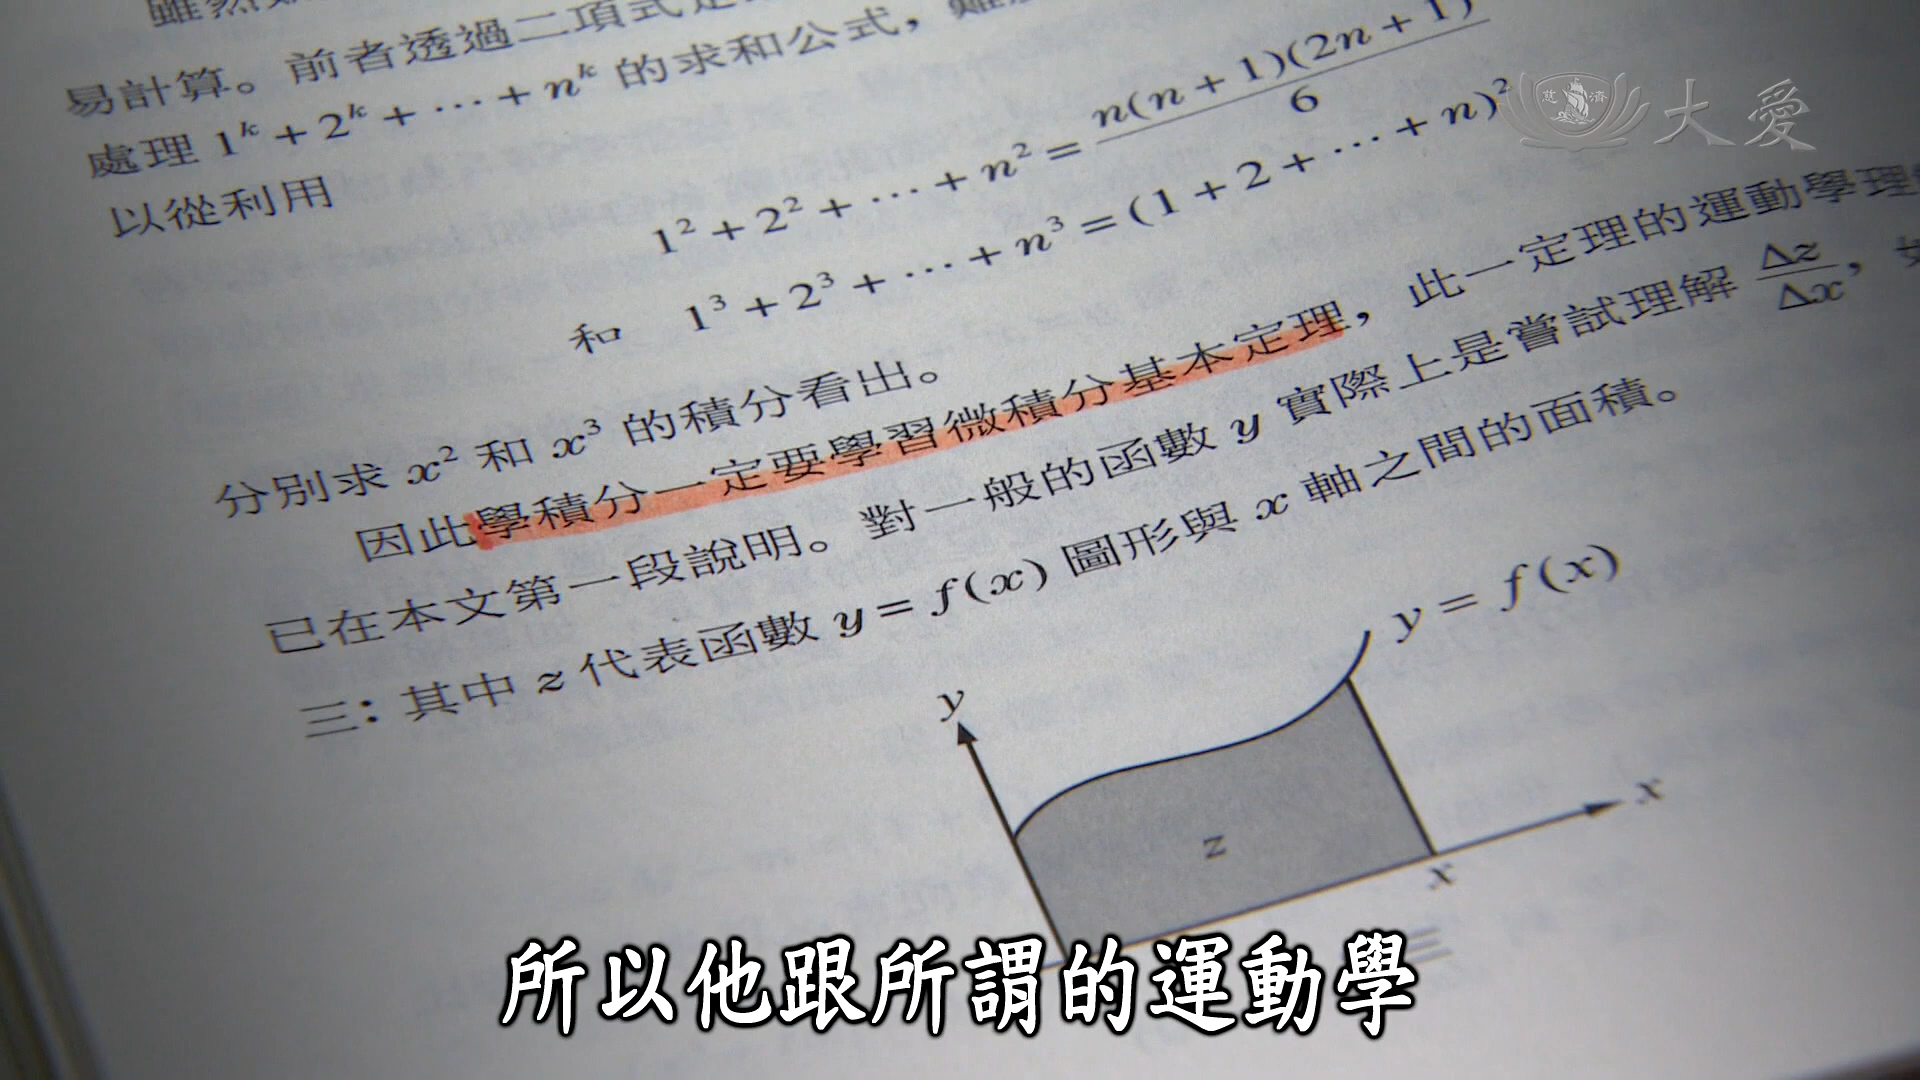 易計算。前者透過二項式定
處理 1^k + 2^k + ⋯ + n^k 的求和公式，
以從利用
1² + 2² + ⋯ + n² = n(n + 1)(2n + 1)/6
和 1³ + 2³ + ⋯ + n³ = (1 + 2 + ⋯ + n)²
分別求 x² 和 x³ 的積分看出。
因此學積分一定要學習微積分基本定理，此一定理的運動學理
已在本文第一段說明。對一般的函數 y 實際上是嘗試理解 Δz/Δx，如
三：其中 z 代表函數 y = f(x) 圖形與 x 軸之間的面積。
y = f(x)
y
x
z
x
三
慈濟 大愛
所以他跟所謂的運動學